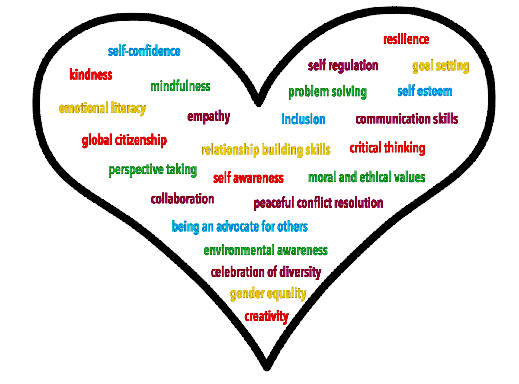 resilience
self-confidence
self regulation
goal setting
kindness
mindfulness
problem solving
self esteem
emotional literacy
empathy
inclusion
communication skills
global citizenship
relationship building skills
critical thinking
perspective taking
self awareness
moral and ethical values
collaboration
peaceful conflict resolution
being an advocate for others
environmental awareness
celebration of diversity
gender equality
creativity